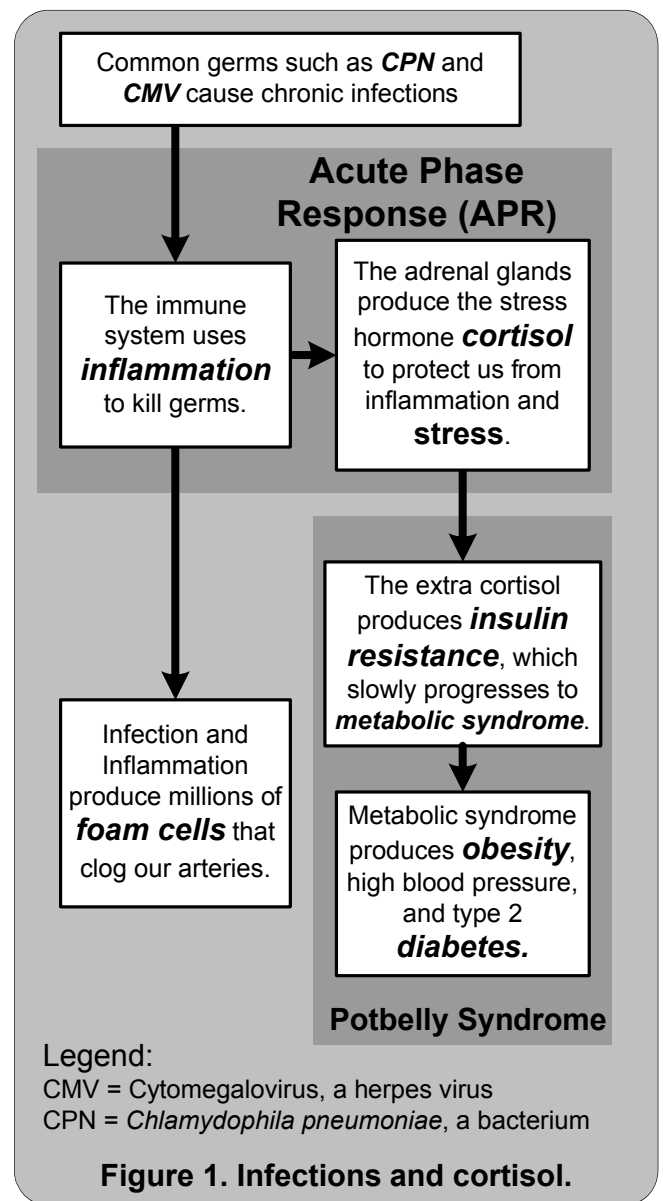 Common germs such as CPN and
CMV cause chronic infections
Acute Phase
Response (APR)
The immune
system uses
inflammation
to kill germs.
The adrenal glands
produce the stress
hormone cortisol
to protect us from
inflammation and
stress.
The extra cortisol
produces insulin
resistance, which
slowly progresses to
metabolic syndrome.
Infection and
Inflammation
produce millions of
foam cells that
clog our arteries.
Metabolic syndrome
produces obesity,
high blood pressure,
and type 2
diabetes.
Potbelly Syndrome
Legend:
CMV = Cytomegalovirus, a herpes virus
CPN = Chlamydophila pneumoniae, a bacterium
Figure 1. Infections and cortisol.